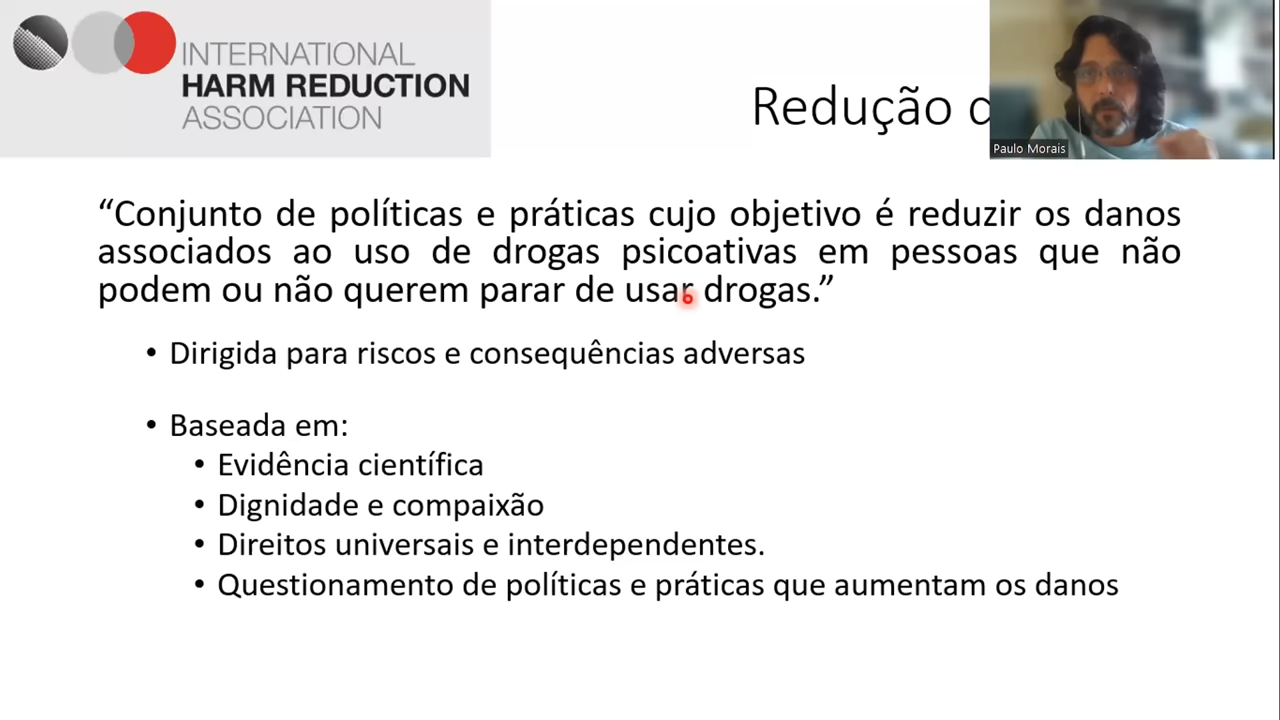 INTERNATIONAL
HARM REDUCTION
ASSOCIATION
Redução d
Paulo Morais
“Conjunto de políticas e práticas cujo objetivo é reduzir os danos
associados ao uso de drogas psicoativas em pessoas que não
podem ou não querem parar de usar drogas.”
• Dirigida para riscos e consequências adversas
• Baseada em:
• Evidência científica
• Dignidade e compaixão
• Direitos universais e interdependentes.
• Questionamento de políticas e práticas que aumentam os danos